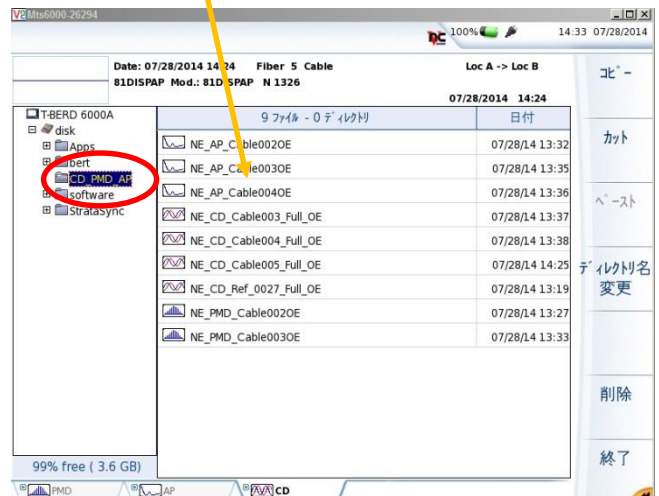 Mts6000-26294
100%
14:33 07/28/2014
Date: 07/28/2014 14:24 Fiber 5 Cable Loc A -> Loc B
81DISPAP Mod.: 81DISPAP N 1326
07/28/2014 14:24
T-BERD 6000A
disk
Apps
bert
CD_PMD_AP
software
StrataSync
9 ファイル - 0 ディレクトリ 日付
NE_AP_Cable002OE 07/28/14 13:32
NE_AP_Cable003OE 07/28/14 13:35
NE_AP_Cable004OE 07/28/14 13:36
NE_CD_Cable003_Full_OE 07/28/14 13:37
NE_CD_Cable004_Full_OE 07/28/14 13:38
NE_CD_Cable005_Full_OE 07/28/14 14:25
NE_CD_Ref_0027_Full_OE 07/28/14 13:19
NE_PMD_Cable002OE 07/28/14 13:27
NE_PMD_Cable003OE 07/28/14 13:33
99% free ( 3.6 GB)
PMD AP CD
コピー
カット
ペースト
ディレクトリ名
変更
削除
終了